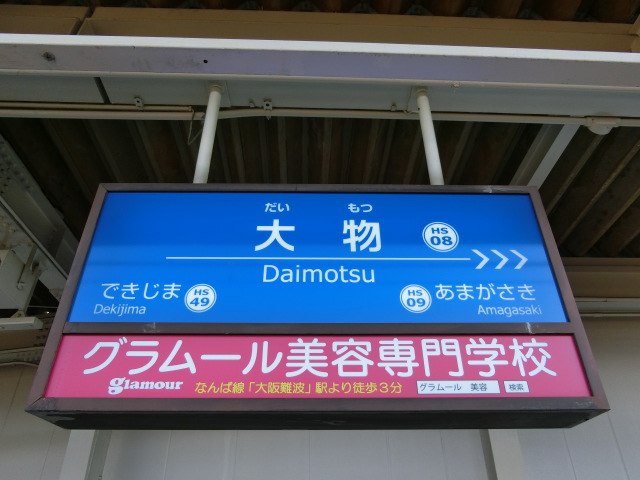 だい もつ
大物 HS 08
Daimotsu
できじま HS 49 HS 09 あまがさき
Dekijima Amagasaki
グラムール美容専門学校
glamour なんば線「大阪難波」駅より徒歩3分 グラムール 美容 検索